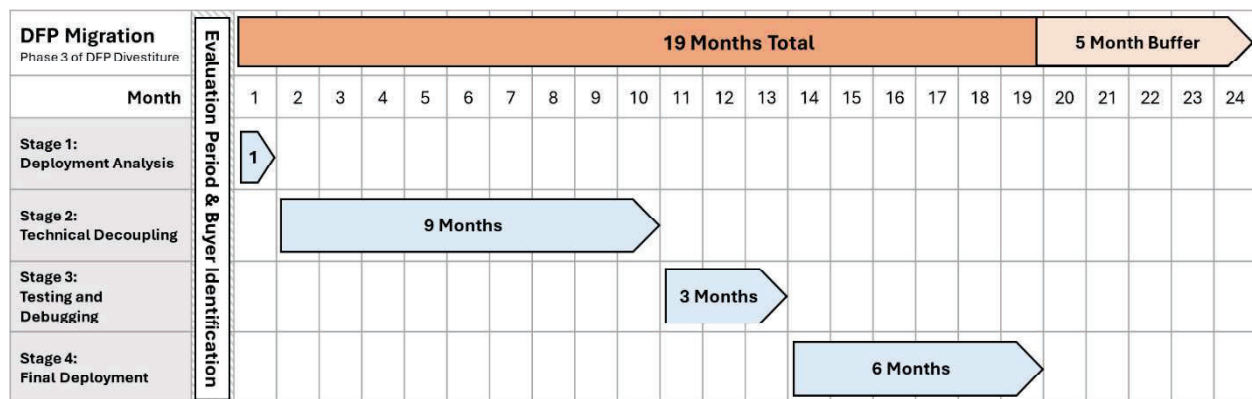 DFP Migration
Phase 3 of DFP Divestiture
Evaluation Period & Buyer Identification
19 Months Total
5 Month Buffer
Month 1 2 3 4 5 6 7 8 9 10 11 12 13 14 15 16 17 18 19 20 21 22 23 24
Stage 1:
Deployment Analysis
1
Stage 2:
Technical Decoupling
9 Months
Stage 3:
Testing and
Debugging
3 Months
Stage 4:
Final Deployment
6 Months